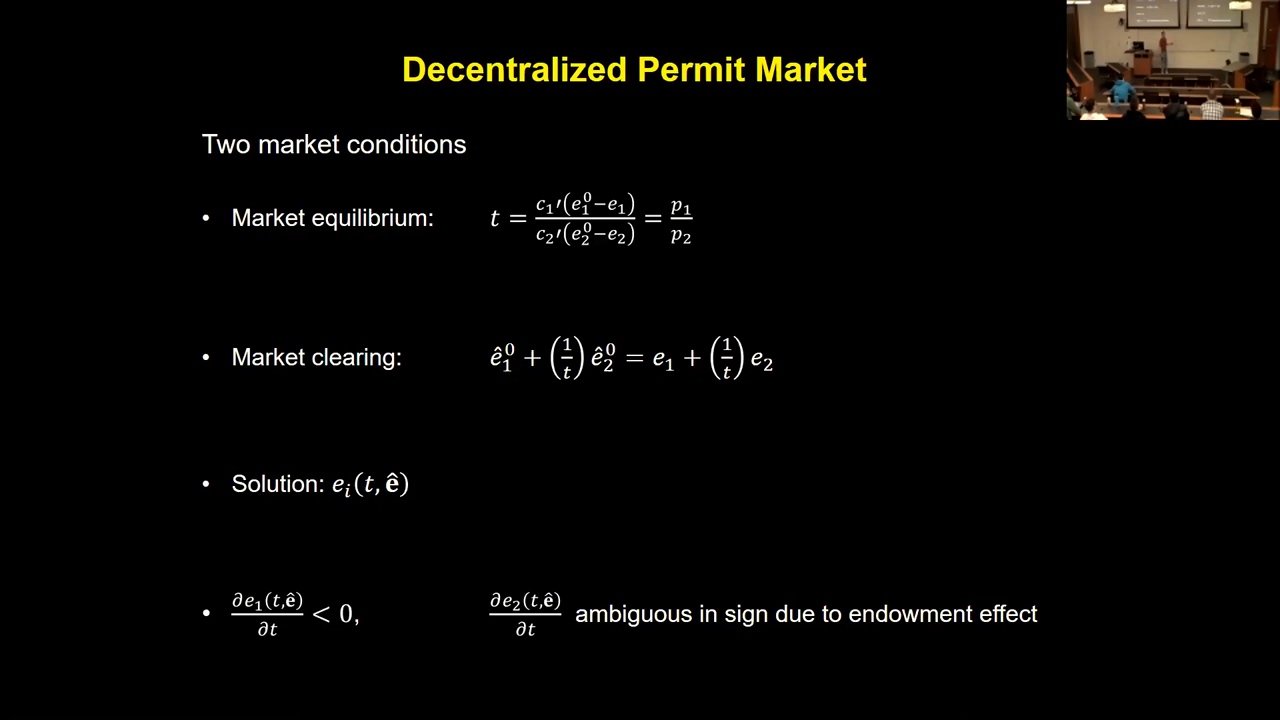 Decentralized Permit Market
Two market conditions
• Market equilibrium: t = c₁′(e₁⁰−e₁) / c₂′(e₂⁰−e₂) = p₁ / p₂
• Market clearing: ê₁⁰ + (1/t) ê₂⁰ = e₁ + (1/t) e₂
• Solution: eᵢ(t, ê)
• ∂e₁(t,ê)/∂t < 0, ∂e₂(t,ê)/∂t ambiguous in sign due to endowment effect